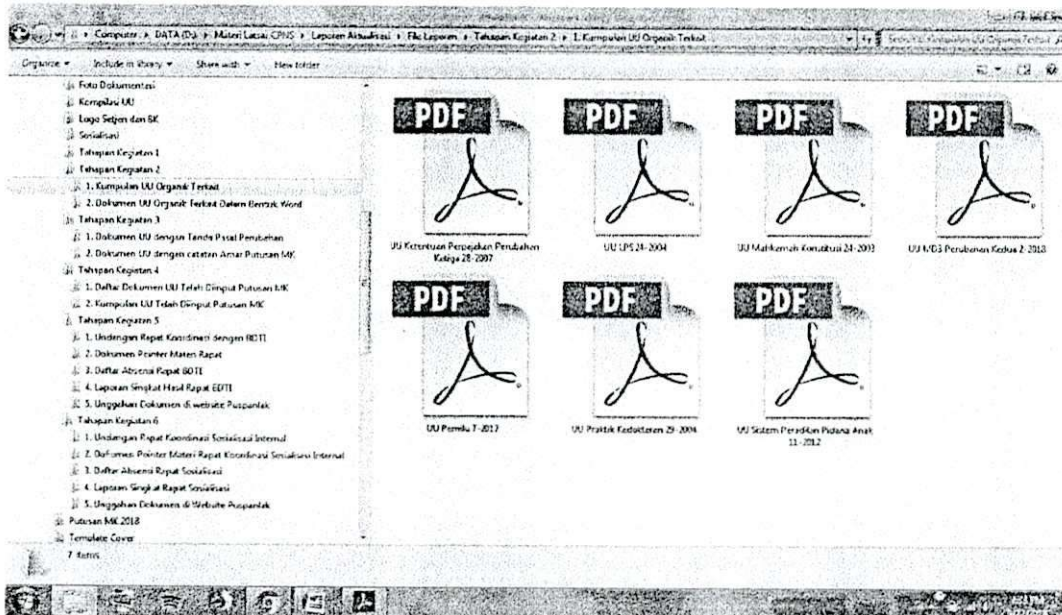 Computer ▸ DATA (D:) ▸ Materi Latsar CPNS ▸ Laporan Aktualisasi ▸ File Laporan ▸ Tahapan Kegiatan 2 ▸ 1. Kumpulan UU Organik Terkait
Organize Include in library Share with New folder
Foto Dokumentasi
Kompilasi UU
Logo Setjen dan BK
Sosialisasi
Tahapan Kegiatan 1
Tahapan Kegiatan 2
1. Kumpulan UU Organik Terkait
2. Dokumen UU Organik Terkait Dalam Bentuk Word
Tahapan Kegiatan 3
1. Dokumen UU dengan Tanda Pasal Perubahan
2. Dokumen UU dengan catatan Amar Putusan MK
Tahapan Kegiatan 4
1. Daftar Dokumen UU Telah Diinput Putusan MK
2. Kumpulan UU Telah Diinput Putusan MK
Tahapan Kegiatan 5
1. Undangan Rapat Koordinasi dengan BDTI
2. Dokumen Pointer Materi Rapat
3. Daftar Absensi Rapat BDTI
4. Laporan Singkat Hasil Rapat BDTI
5. Unggahan Dokumen di website Puspanlak
Tahapan Kegiatan 6
1. Undangan Rapat Koordinasi Sosialisasi Internal
2. Dokumen Pointer Materi Rapat Koordinasi Sosialisasi Internal
3. Daftar Absensi Rapat Sosialisasi
4. Laporan Singkat Rapat Sosialisasi
5. Unggahan Dokumen di Website Puspanlak
Putusan MK 2018
Template Cover
PDF PDF PDF PDF
UU Ketentuan Perpajakan Perubahan
Ketiga 28-2007
UU LPS 24-2004
UU Mahkamah Konstitusi 24-2003
UU MD3 Perubahan Kedua 2-2018
PDF PDF PDF
UU Pemilu 7-2017
UU Praktik Kedokteran 29-2004
UU Sistem Peradilan Pidana Anak
11-2012
7 items